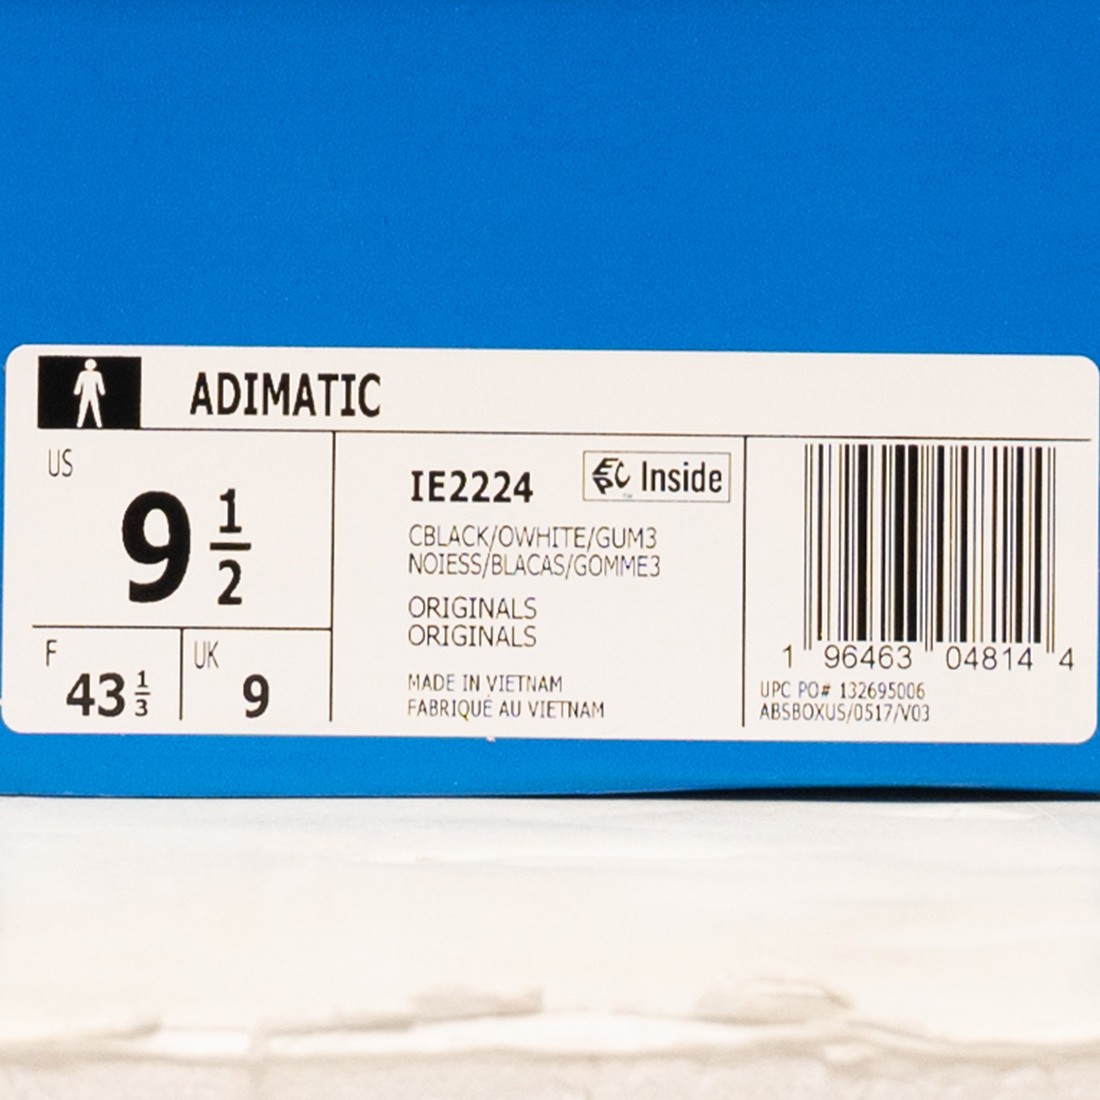 ADIMATIC
US
9 1/2
F
43 1/3
UK
9
IE2224
EPC Inside
CBLACK/OWHITE/GUM3
NOIESS/BLACAS/GOMME3
ORIGINALS
ORIGINALS
MADE IN VIETNAM
FABRIQUÉ AU VIETNAM
1 96463 04814 4
UPC PO# 132695006
ABSBOXUS/0517/V03